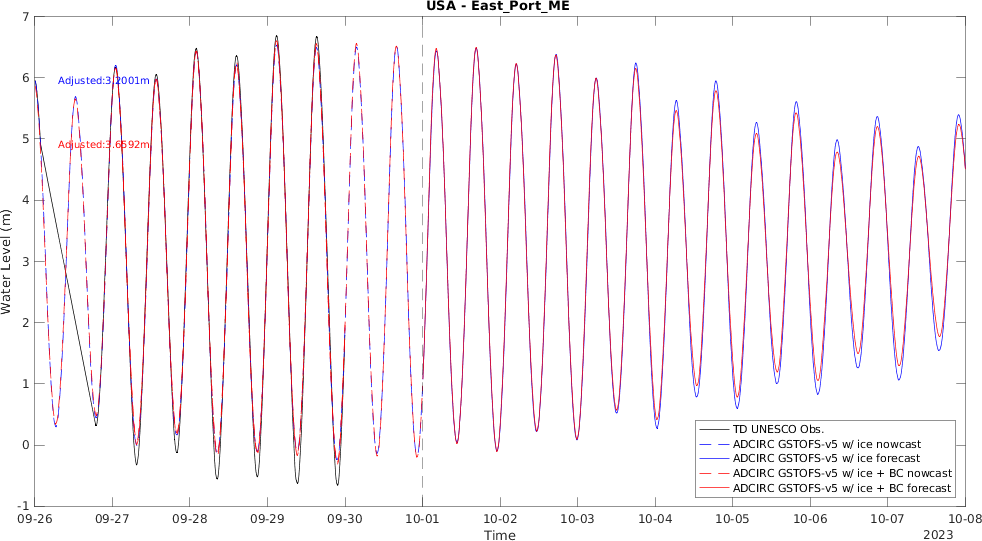 USA - East_Port_ME
7
6
5
4
3
2
1
0
-1
Water Level (m)
Adjusted:3.2001m
Adjusted:3.6592m
TD UNESCO Obs.
ADCIRC GSTOFS-v5 w/ ice nowcast
ADCIRC GSTOFS-v5 w/ ice forecast
ADCIRC GSTOFS-v5 w/ ice + BC nowcast
ADCIRC GSTOFS-v5 w/ ice + BC forecast
09-26 09-27 09-28 09-29 09-30 10-01 10-02 10-03 10-04 10-05 10-06 10-07 10-08
Time
2023